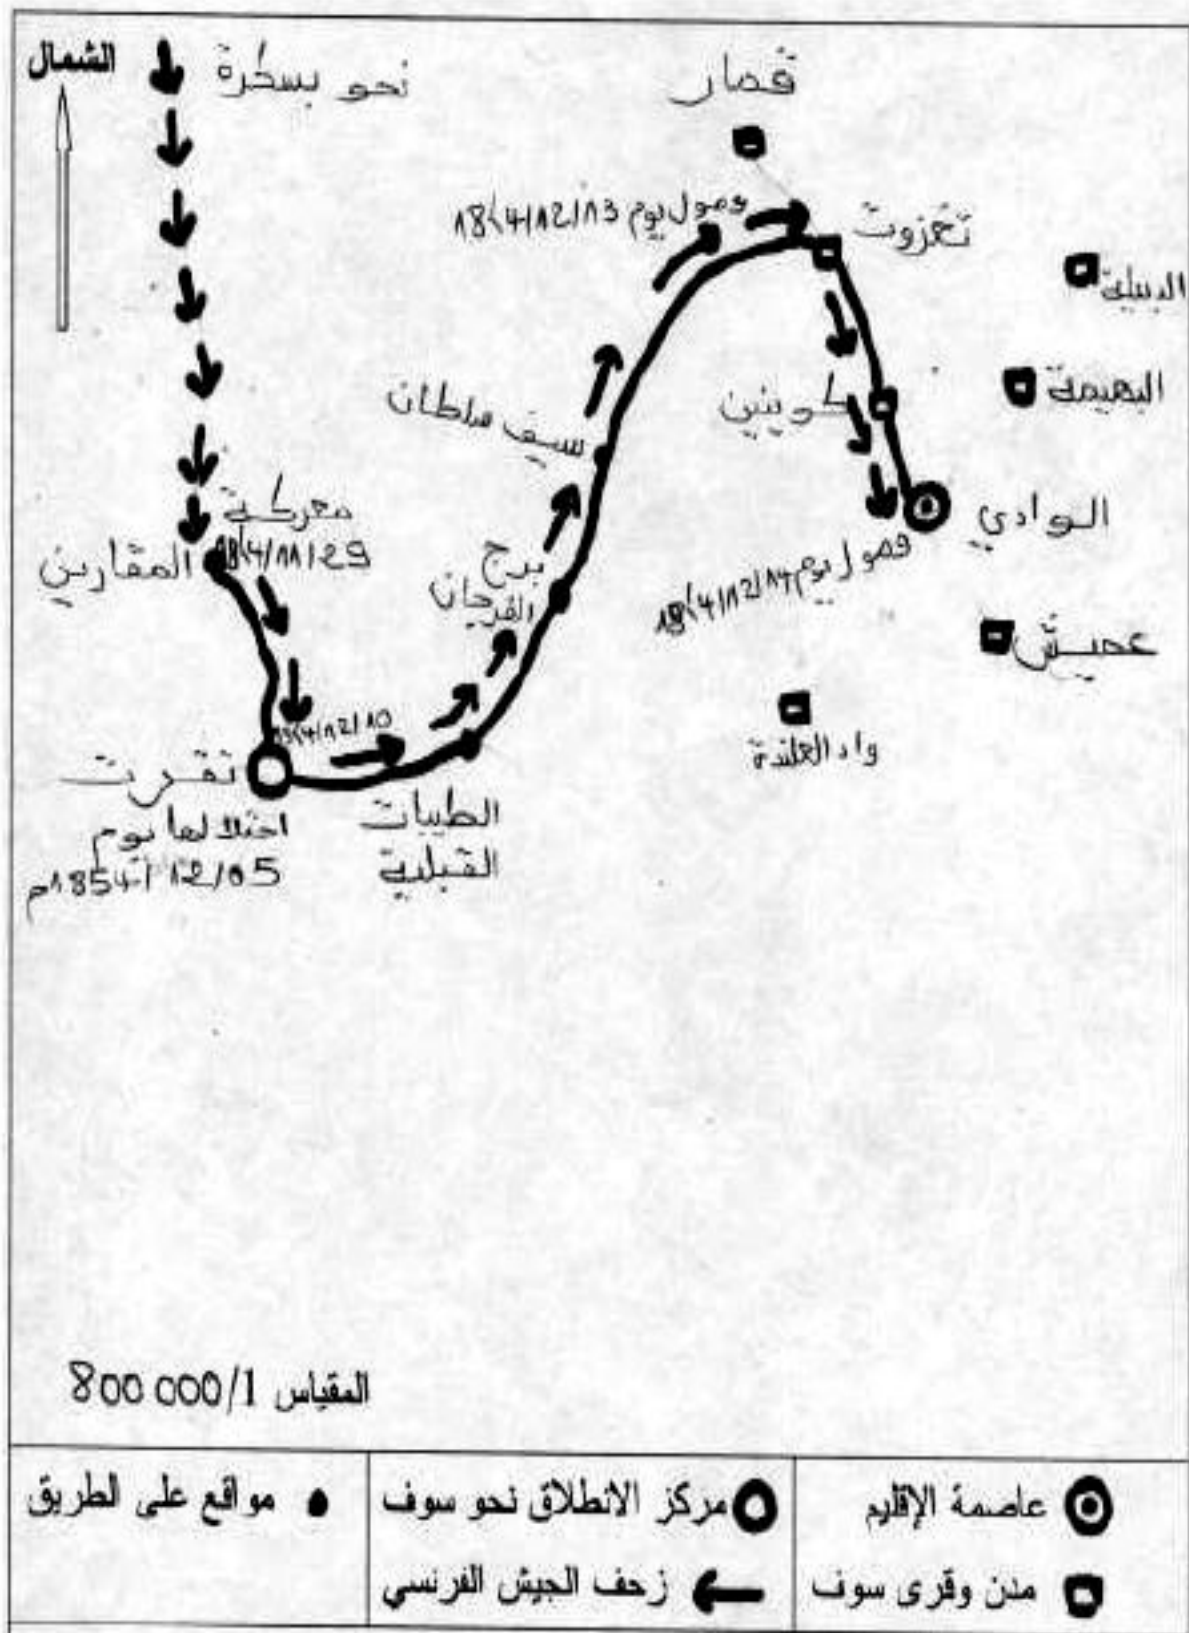 الشمال
نحو بسكرة
قمار
وصول يوم 1854/12/13
تغزوت
الدبيلة
البهيمة
كوينين
سيف سلطان
الوادي
معركة
1854/11/29
المقارين
برج
الفرجان
وصول يوم 1854/12/14
عميش
واد العلندة
1854/12/10
تقرت
احتلالها يوم
1854/12/05م
الطيبات
القبلية
المقياس 1/000 800
عاصمة الإقليم
مركز الانطلاق نحو سوف
مواقع على الطريق
مدن وقرى سوف
زحف الجيش الفرنسي